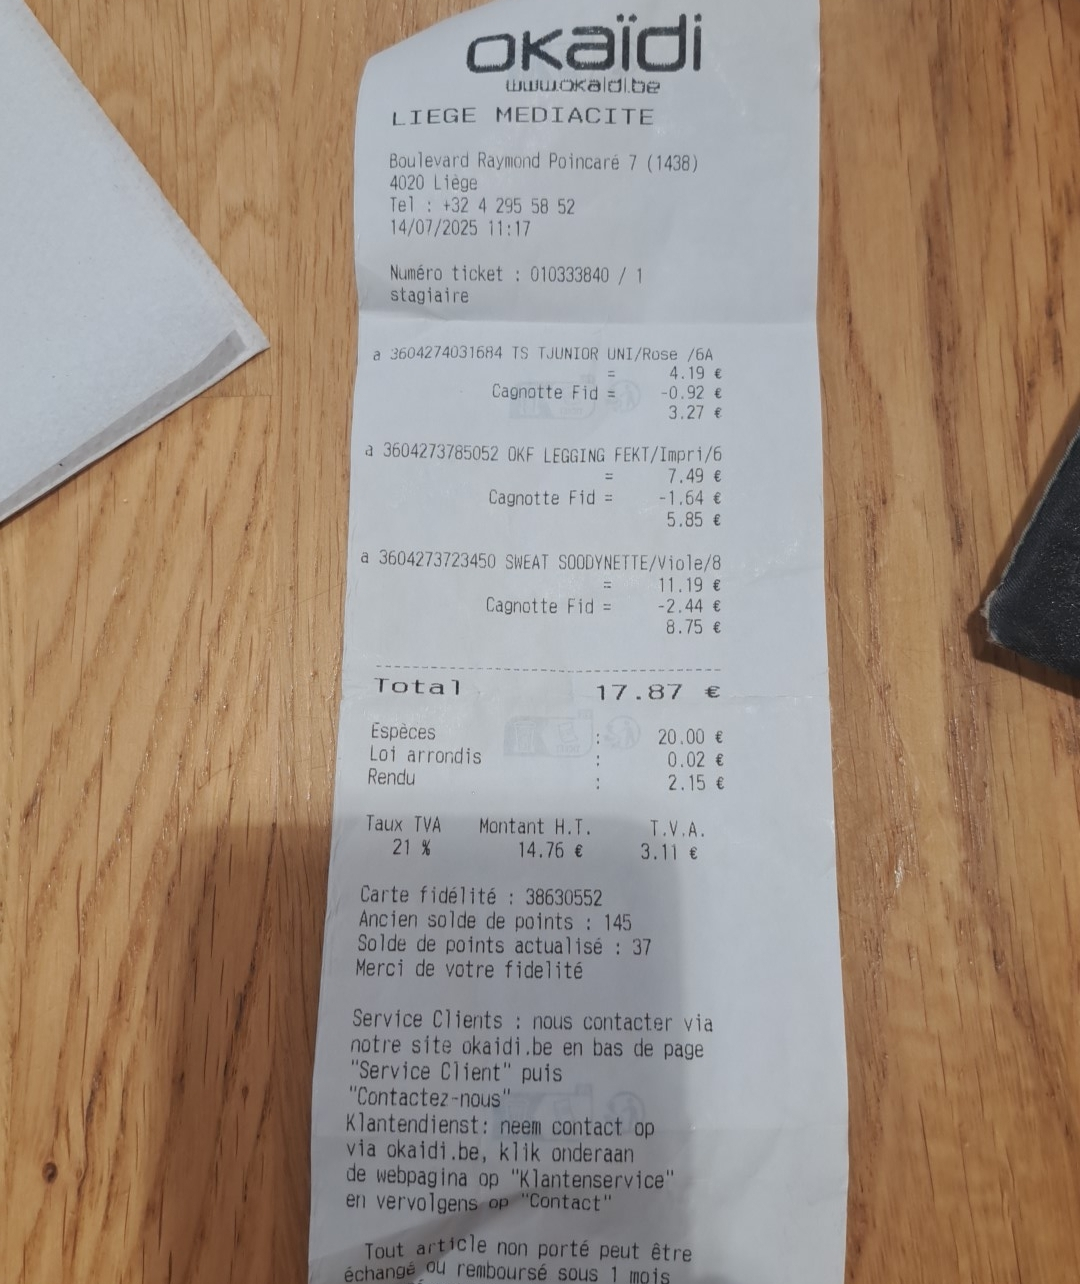 okaïdi
www.okaidi.be
LIEGE MEDIACITE
Boulevard Raymond Poincaré 7 (1438)
4020 Liège
Tel : +32 4 295 58 52
14/07/2025 11:17
Numéro ticket : 010333840 / 1
stagiaire
a 3604274031684 TS TJUNIOR UNI/Rose /6A
= 4.19 €
Cagnotte Fid = -0.92 €
3.27 €
a 3604273785052 OKF LEGGING FEKT/Impri/6
= 7.49 €
Cagnotte Fid = -1.64 €
5.85 €
a 3604273723450 SWEAT SOODYNETTE/Viole/8
= 11.19 €
Cagnotte Fid = -2.44 €
8.75 €
Total 17.87 €
Espèces : 20.00 €
Loi arrondis : 0.02 €
Rendu : 2.15 €
Taux TVA Montant H.T. T.V.A.
21 % 14.76 € 3.11 €
Carte fidélité : 38630552
Ancien solde de points : 145
Solde de points actualisé : 37
Merci de votre fidelité
Service Clients : nous contacter via
notre site okaidi.be en bas de page
"Service Client" puis
"Contactez-nous"
Klantendienst: neem contact op
via okaidi.be, klik onderaan
de webpagina op "Klantenservice"
en vervolgens op "Contact"
Tout article non porté peut être
échangé ou remboursé sous 1 mois